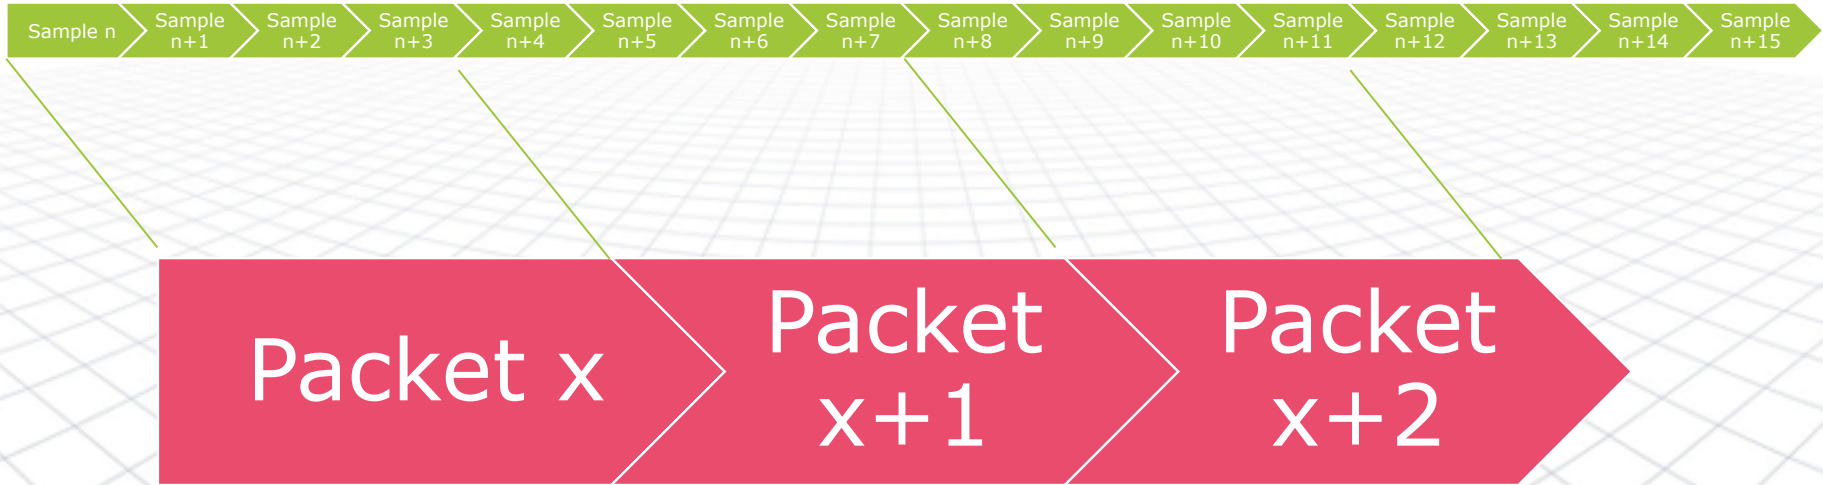 Sample n
Sample
n+1
Sample
n+2
Sample
n+3
Sample
n+4
Sample
n+5
Sample
n+6
Sample
n+7
Sample
n+8
Sample
n+9
Sample
n+10
Sample
n+11
Sample
n+12
Sample
n+13
Sample
n+14
Sample
n+15
Packet x
Packet
x+1
Packet
x+2